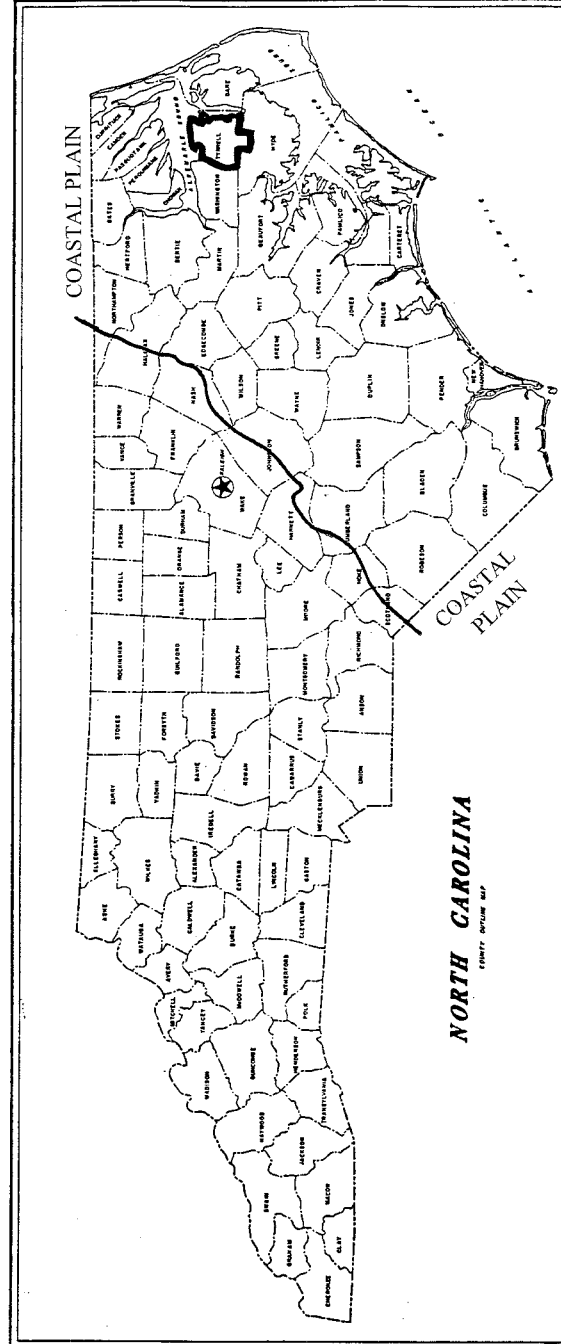 COASTAL PLAIN
CURRITUCK
CAMDEN
PASQUOTANK
PERQUIMANS
CHOWAN
GATES
HERTFORD
NORTHAMPTON
BERTIE
HALIFAX
WARREN
VANCE
GRANVILLE
PERSON
CASWELL
ROCKINGHAM
STOKES
SURRY
ALLEGHANY
ASHE
ALBEMARLE SOUND
DARE
TYRRELL
WASHINGTON
MARTIN
EDGECOMBE
NASH
FRANKLIN
DURHAM
ORANGE
ALAMANCE
GUILFORD
FORSYTH
YADKIN
WILKES
WATAUGA
AVERY
MITCHELL
YANCEY
MADISON
HYDE
BEAUFORT
PITT
GREENE
WILSON
JOHNSTON
RALEIGH
WAKE
CHATHAM
RANDOLPH
DAVIDSON
DAVIE
ROWAN
IREDELL
ALEXANDER
CALDWELL
CATAWBA
BURKE
MCDOWELL
BUNCOMBE
HAYWOOD
SWAIN
GRAHAM
CHEROKEE
CLAY
MACON
JACKSON
TRANSYLVANIA
HENDERSON
POLK
RUTHERFORD
CLEVELAND
LINCOLN
GASTON
MECKLENBURG
CABARRUS
STANLY
UNION
ANSON
MONTGOMERY
RICHMOND
MOORE
LEE
HARNETT
HOKE
SCOTLAND
CUMBERLAND
ROBESON
BLADEN
SAMPSON
WAYNE
LENOIR
CRAVEN
PAMLICO
JONES
CARTERET
ONSLOW
DUPLIN
PENDER
NEW
HANOVER
BRUNSWICK
COLUMBUS
COASTAL
PLAIN
NORTH CAROLINA
COUNTY OUTLINE MAP